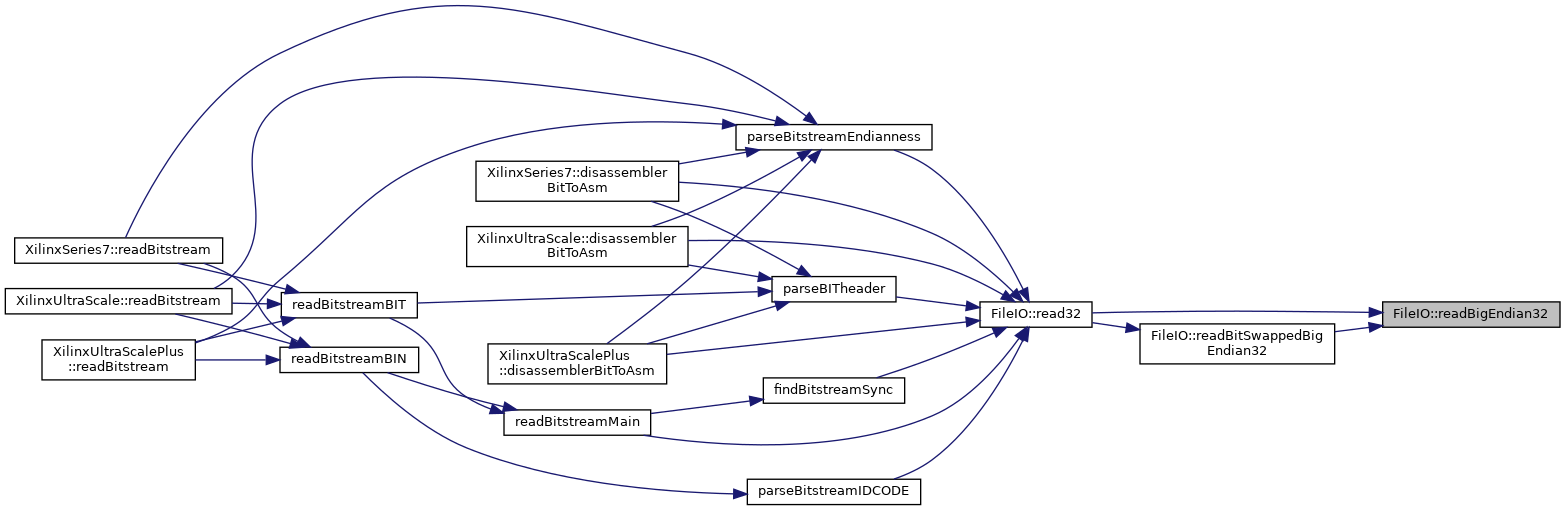 parseBitstreamEndianness
XilinxSeries7::disassembler
BitToAsm
XilinxUltraScale::disassembler
BitToAsm
XilinxSeries7::readBitstream
XilinxUltraScale::readBitstream
XilinxUltraScalePlus
::readBitstream
readBitstreamBIT
readBitstreamBIN
parseBITheader
XilinxUltraScalePlus
::disassemblerBitToAsm
findBitstreamSync
readBitstreamMain
parseBitstreamIDCODE
FileIO::read32
FileIO::readBitSwappedBig
Endian32
FileIO::readBigEndian32